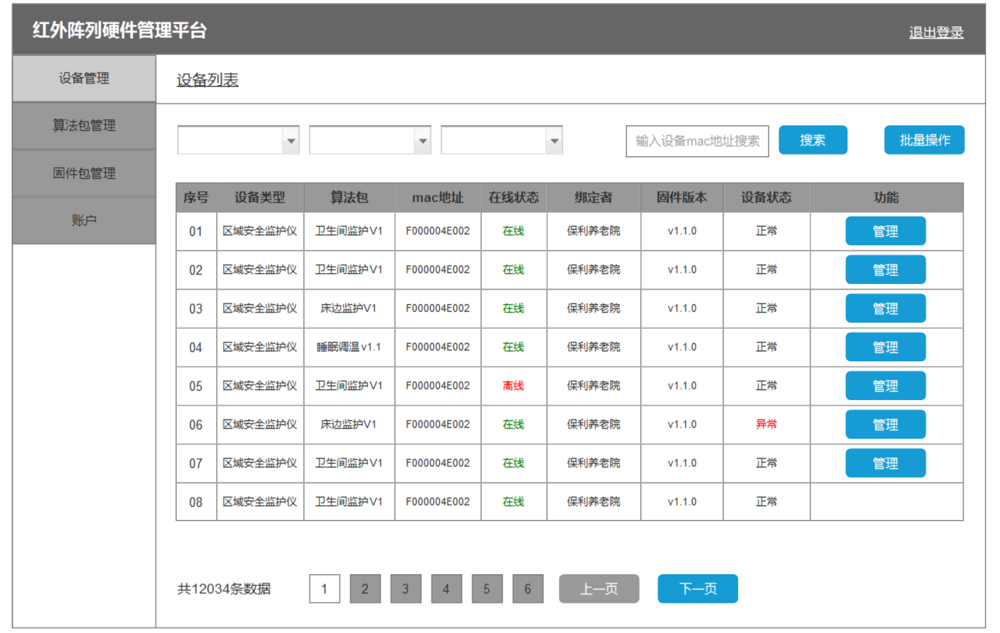 红外阵列硬件管理平台
退出登录
设备管理
算法包管理
固件包管理
账户
设备列表
输入设备mac地址搜索 搜索 批量操作
序号 设备类型 算法包 mac地址 在线状态 绑定者 固件版本 设备状态 功能
01 区域安全监护仪 卫生间监护V1 F000004E002 在线 保利养老院 v1.1.0 正常 管理
02 区域安全监护仪 卫生间监护V1 F000004E002 在线 保利养老院 v1.1.0 正常 管理
03 区域安全监护仪 床边监护V1 F000004E002 在线 保利养老院 v1.1.0 正常 管理
04 区域安全监护仪 睡眠调温v1.1 F000004E002 在线 保利养老院 v1.1.0 正常 管理
05 区域安全监护仪 卫生间监护V1 F000004E002 离线 保利养老院 v1.1.0 正常 管理
06 区域安全监护仪 床边监护V1 F000004E002 在线 保利养老院 v1.1.0 异常 管理
07 区域安全监护仪 卫生间监护V1 F000004E002 在线 保利养老院 v1.1.0 正常 管理
08 区域安全监护仪 卫生间监护V1 F000004E002 在线 保利养老院 v1.1.0 正常
共12034条数据 1 2 3 4 5 6 上一页 下一页